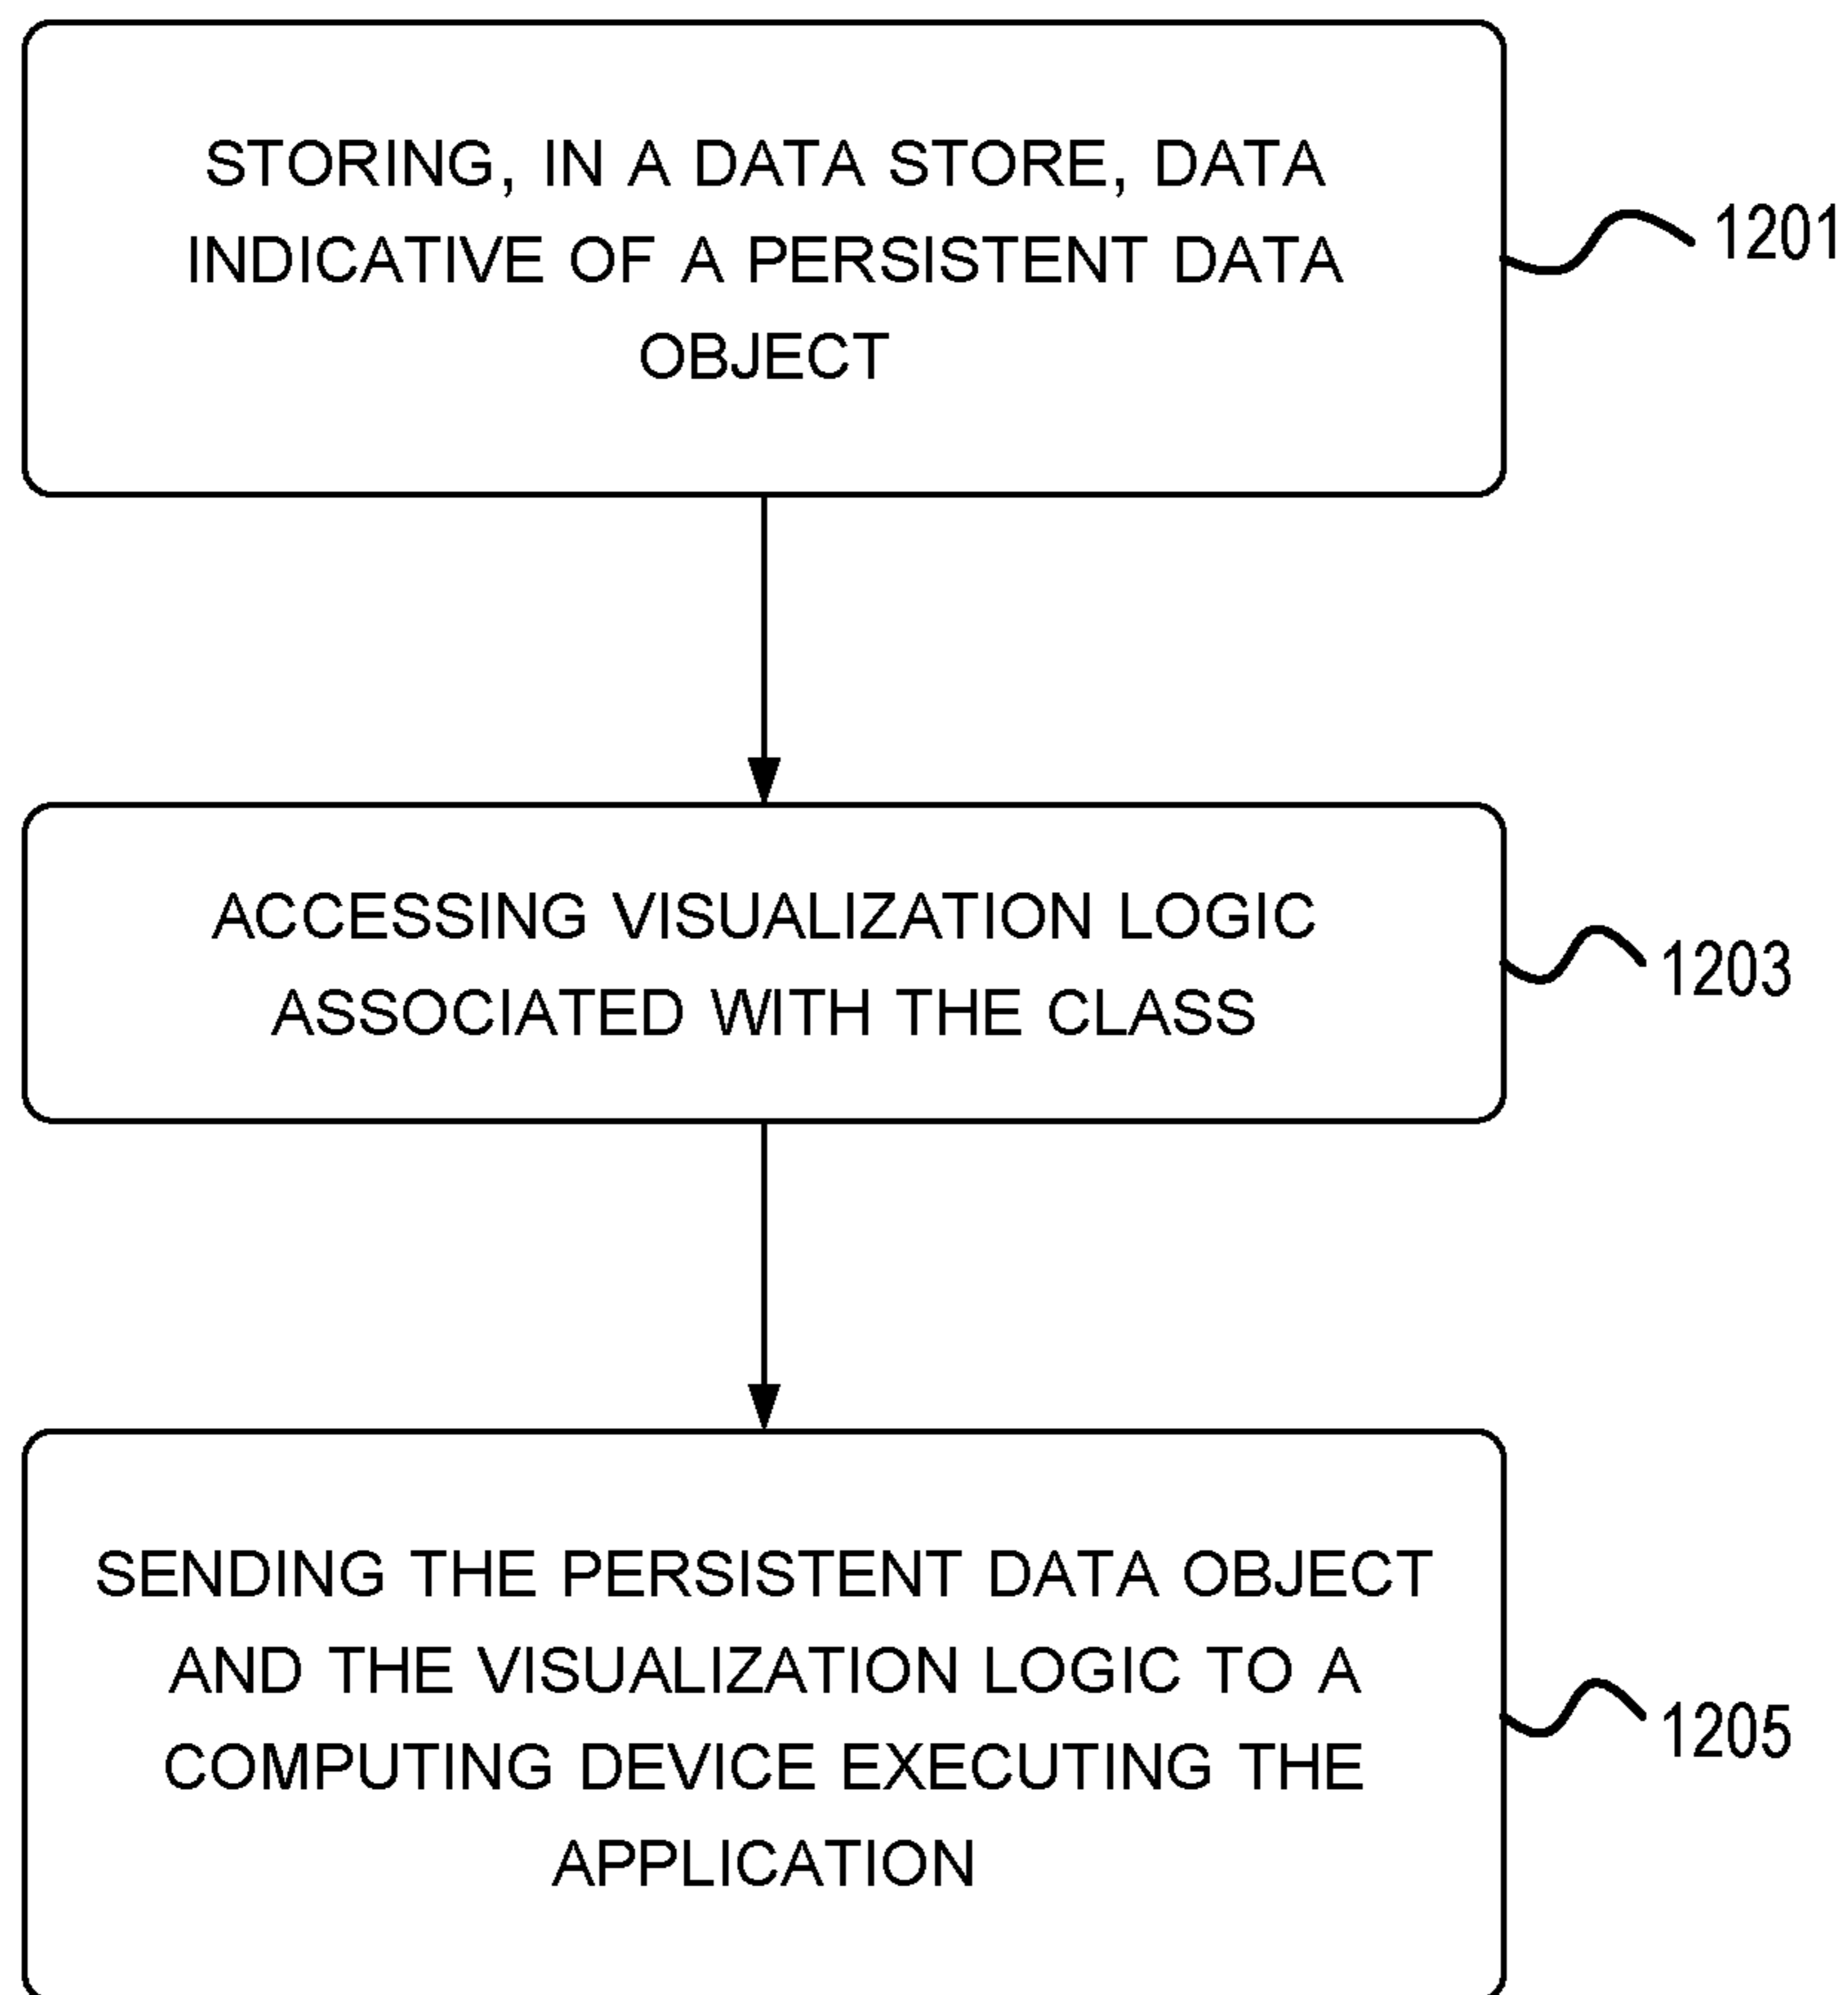 STORING, IN A DATA STORE, DATA
INDICATIVE OF A PERSISTENT DATA
OBJECT
1201
ACCESSING VISUALIZATION LOGIC
ASSOCIATED WITH THE CLASS
1203
SENDING THE PERSISTENT DATA OBJECT
AND THE VISUALIZATION LOGIC TO A
COMPUTING DEVICE EXECUTING THE
APPLICATION
1205